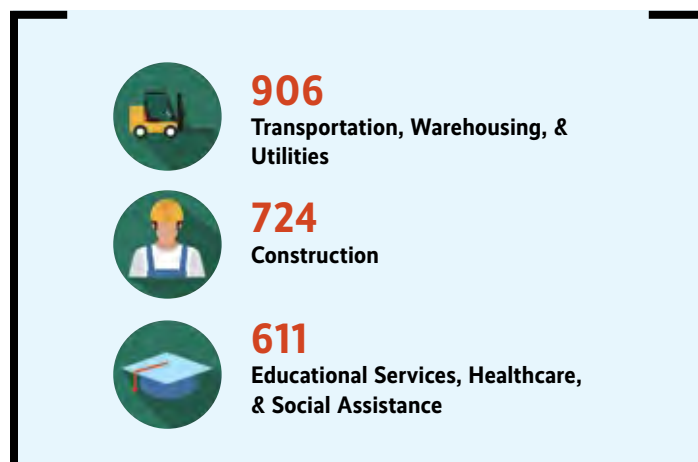 906
Transportation, Warehousing, &
Utilities
724
Construction
611
Educational Services, Healthcare,
& Social Assistance